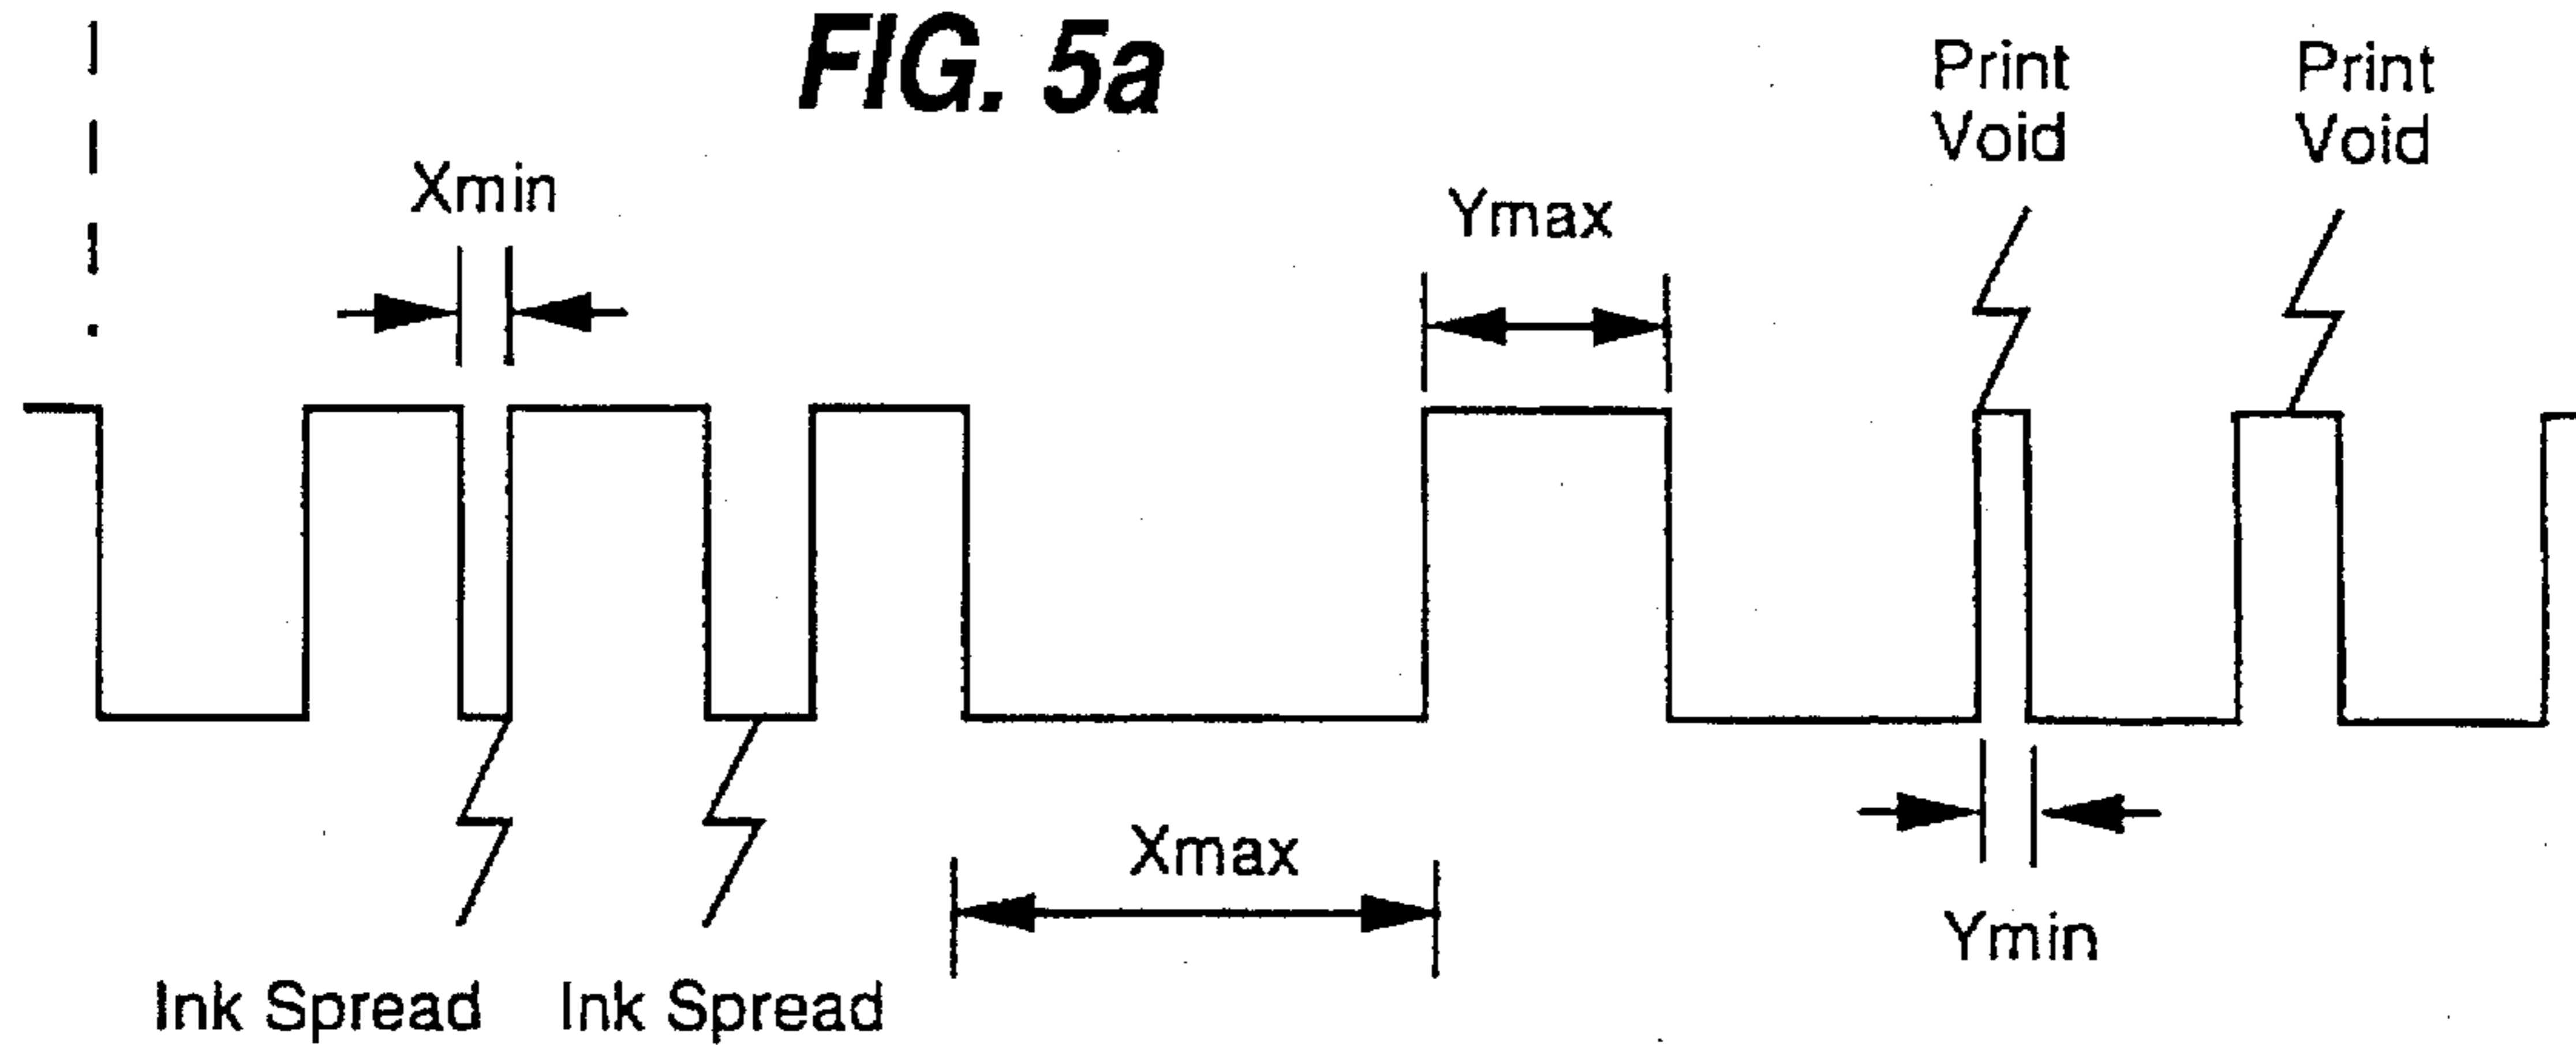 FIG. 5a
Print
Void
Print
Void
Xmin
Ymax
Xmax
Ymin
Ink Spread
Ink Spread